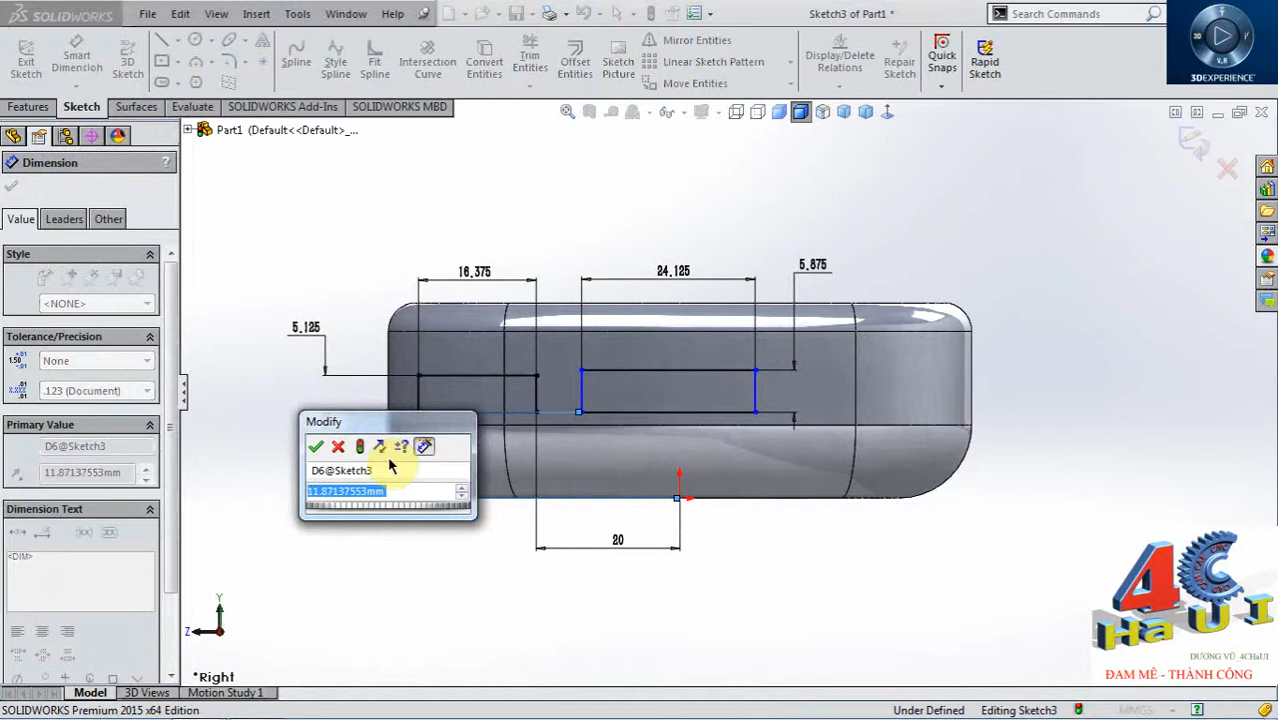 SOLIDWORKS File Edit View Insert Tools Window Help Sketch3 of Part1 * Search Commands
3D V.R
3DEXPERIENCE
Exit Sketch
Smart Dimension
3D Sketch
Spline
Style Spline
Fit Spline
Intersection Curve
Convert Entities
Trim Entities
Offset Entities
Sketch Picture
Mirror Entities
Linear Sketch Pattern
Move Entities
Display/Delete Relations
Repair Sketch
Quick Snaps
Rapid Sketch
Features Sketch Surfaces Evaluate SOLIDWORKS Add-Ins SOLIDWORKS MBD
Part1 (Default<<Default>_...
Dimension ?
Value Leaders Other
Style
<NONE>
Tolerance/Precision
None
.123 (Document)
Primary Value
D6@Sketch3
11.87137553mm
Dimension Text
<DIM>
16.375
24.125
5.875
5.125
20
Modify
D6@Sketch3
11.87137553mm
Y
Z
*Right
4C
HaUI
DƯƠNG VŨ_4CHaUI
ĐAM MÊ - THÀNH CÔNG
Model 3D Views Motion Study 1
SOLIDWORKS Premium 2015 x64 Edition Under Defined Editing Sketch3 MMGS